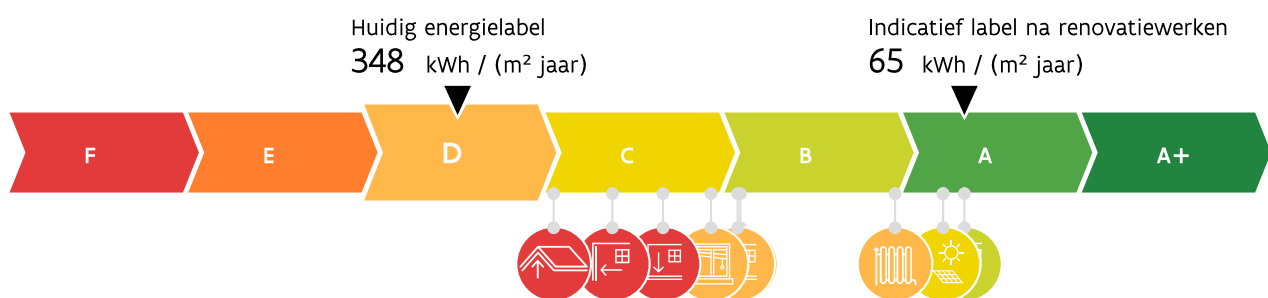 Huidig energielabel
348 kWh / (m² jaar)
Indicatief label na renovatiewerken
65 kWh / (m² jaar)
F E D C B A A+